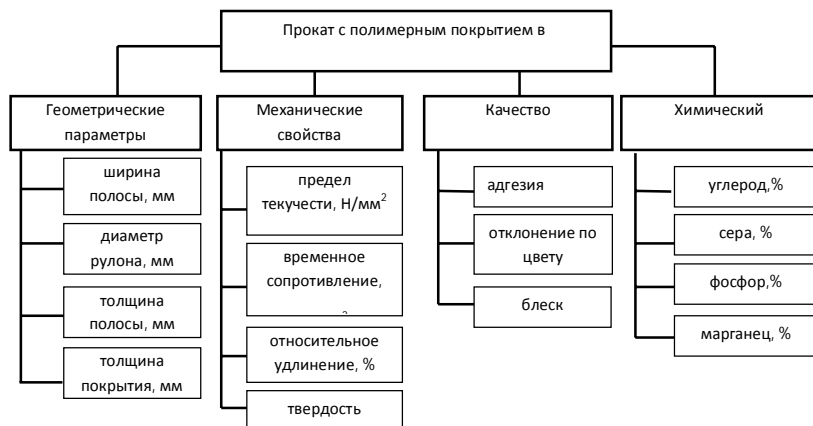 Прокат с полимерным покрытием в
Геометрические
параметры
ширина
полосы, мм
диаметр
рулона, мм
толщина
полосы, мм
толщина
покрытия, мм
Механические
свойства
предел
текучести, Н/мм²
временное
сопротивление,
относительное
удлинение, %
твердость
Качество
адгезия
отклонение по
цвету
блеск
Химический
углерод,%
сера, %
фосфор,%
марганец, %